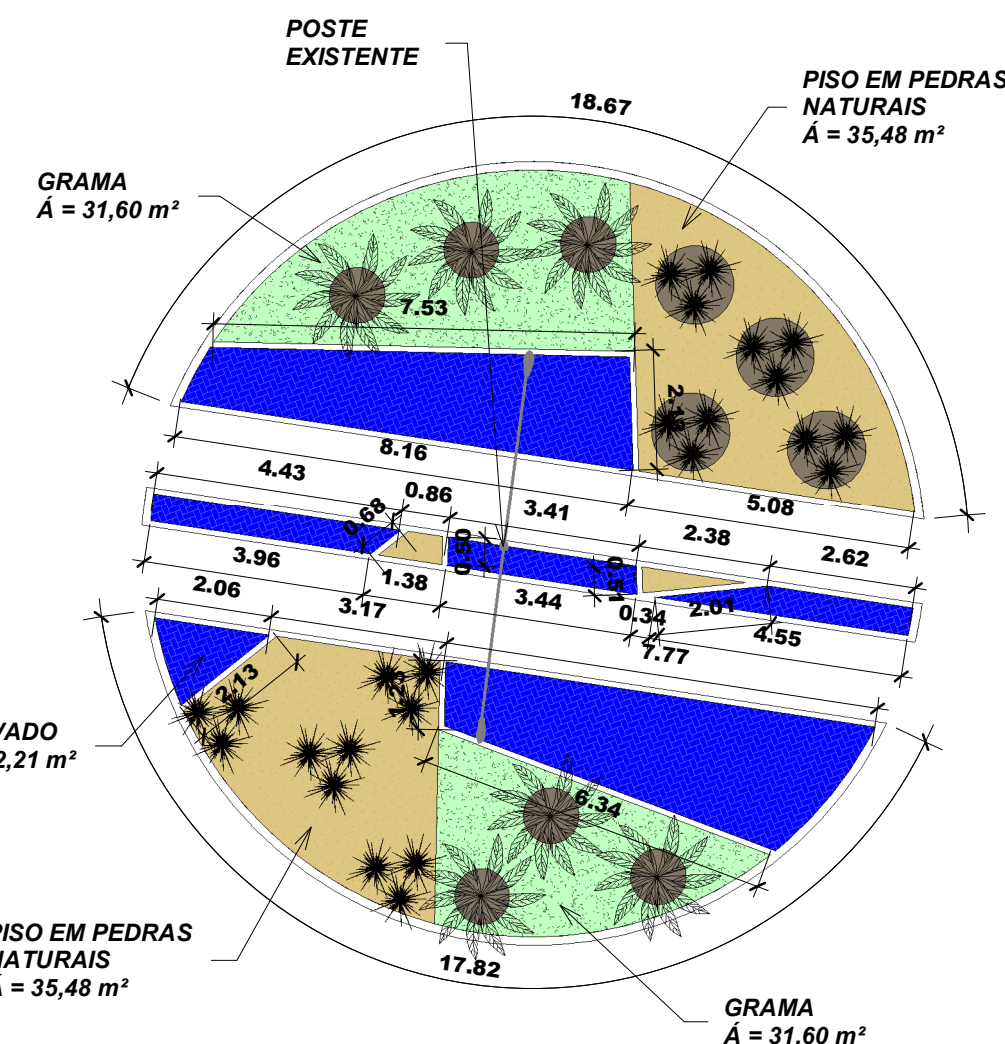 POSTE
EXISTENTE
PISO EM PEDRAS
NATURAIS
Á = 35,48 m²
18.67
GRAMA
Á = 31,60 m²
7.53
8.16
4.43
0.86
3.41
5.08
2.38
2.62
0.68
0.50
0.51
3.96
1.38
3.44
0.34
2.01
4.55
2.06
3.17
7.77
2.13
VADO
2,21 m²
6.34
PISO EM PEDRAS
NATURAIS
Á = 35,48 m²
17.82
GRAMA
Á = 31,60 m²